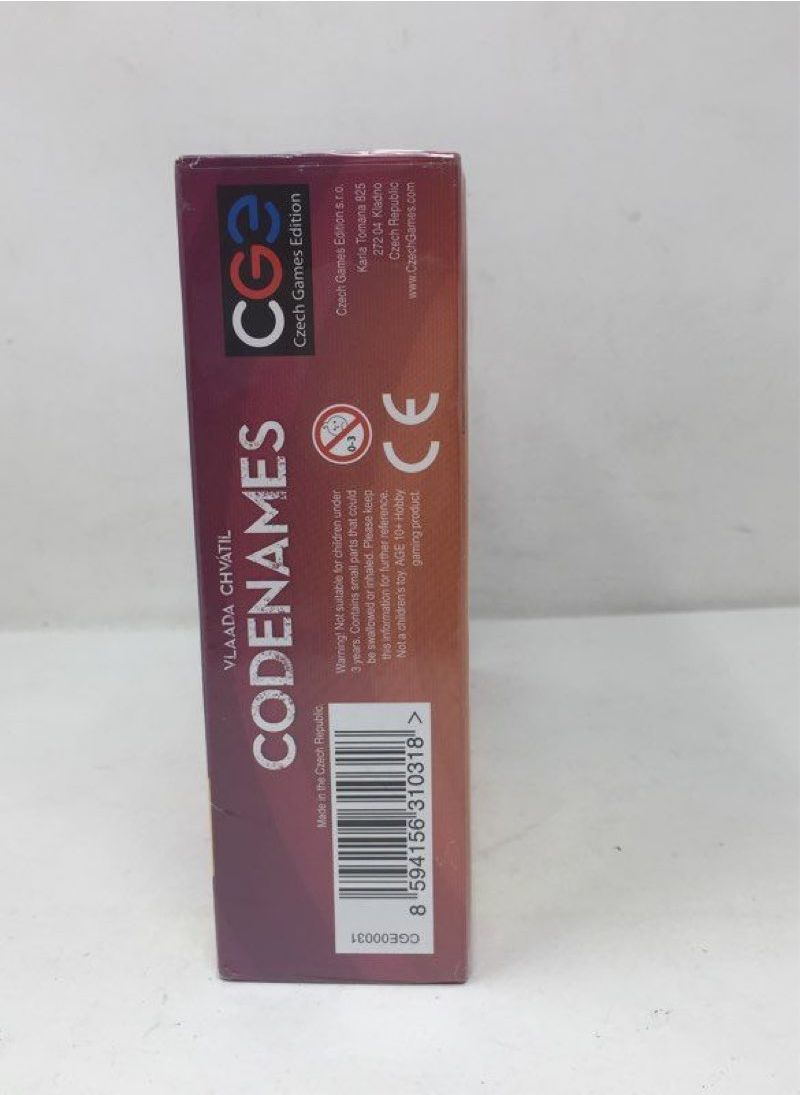 VLAADA CHVÁTIL
CODENAMES
CGE
Czech Games Edition
Made in the Czech Republic.
8 594156 310318 >
CGE00031
Warning! Not suitable for children under
3 years. Contains small parts that could
be swallowed or inhaled. Please keep
this information for further reference.
Not a children's toy. AGE 10+ Hobby
gaming product.
0-3
CE
Czech Games Edition s.r.o.
Karla Tomana 825
272 04 Kladno
Czech Republic
www.CzechGames.com